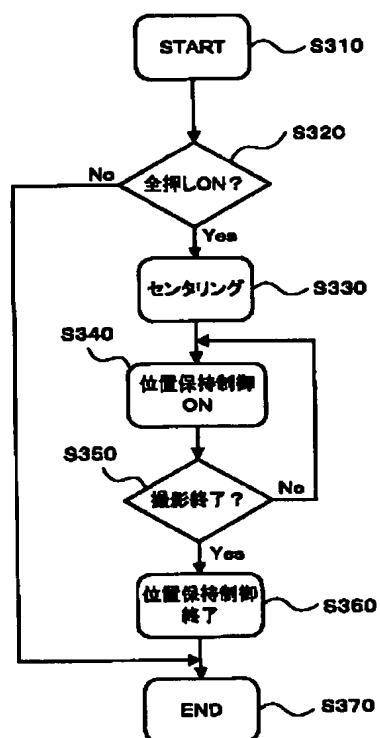 START
S310
S320
全押しON?
No
Yes
センタリング
S330
S340
位置保持制御
ON
S350
撮影終了?
No
Yes
位置保持制御
終了
S360
END
S370